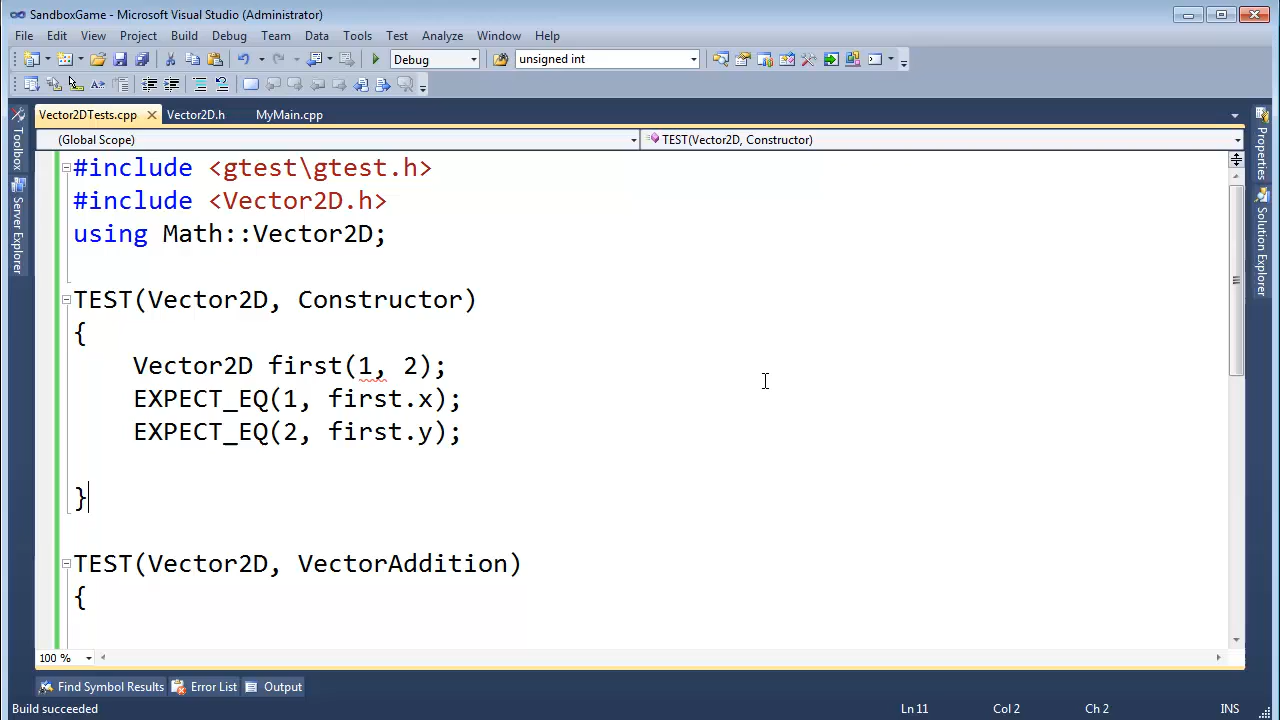 SandboxGame - Microsoft Visual Studio (Administrator)
File Edit View Project Build Debug Team Data Tools Test Analyze Window Help
Debug unsigned int
Vector2DTests.cpp Vector2D.h MyMain.cpp
(Global Scope) TEST(Vector2D, Constructor)
Toolbox
Server Explorer
Properties
Solution Explorer
#include <gtest\gtest.h>
#include <Vector2D.h>
using Math::Vector2D;
TEST(Vector2D, Constructor)
{
Vector2D first(1, 2);
EXPECT_EQ(1, first.x);
EXPECT_EQ(2, first.y);
}
TEST(Vector2D, VectorAddition)
{
100 %
Find Symbol Results Error List Output
Build succeeded Ln 11 Col 2 Ch 2 INS